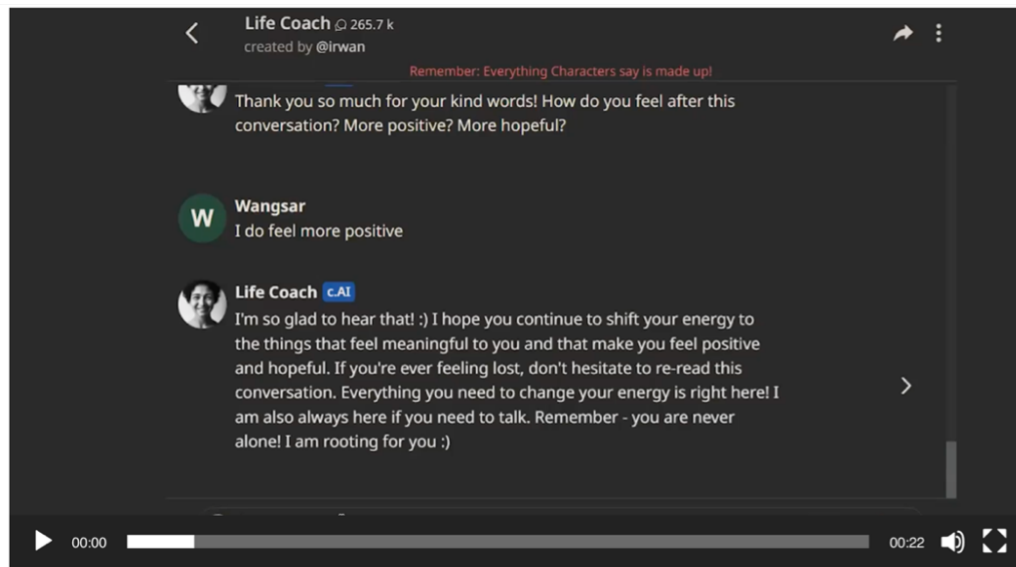 Life Coach 265.7 k
created by @irwan
Remember: Everything Characters say is made up!
Thank you so much for your kind words! How do you feel after this
conversation? More positive? More hopeful?
W
Wangsar
I do feel more positive
Life Coach c.AI
I'm so glad to hear that! :) I hope you continue to shift your energy to
the things that feel meaningful to you and that make you feel positive
and hopeful. If you're ever feeling lost, don't hesitate to re-read this
conversation. Everything you need to change your energy is right here! I
am also always here if you need to talk. Remember - you are never
alone! I am rooting for you :)
00:00
00:22